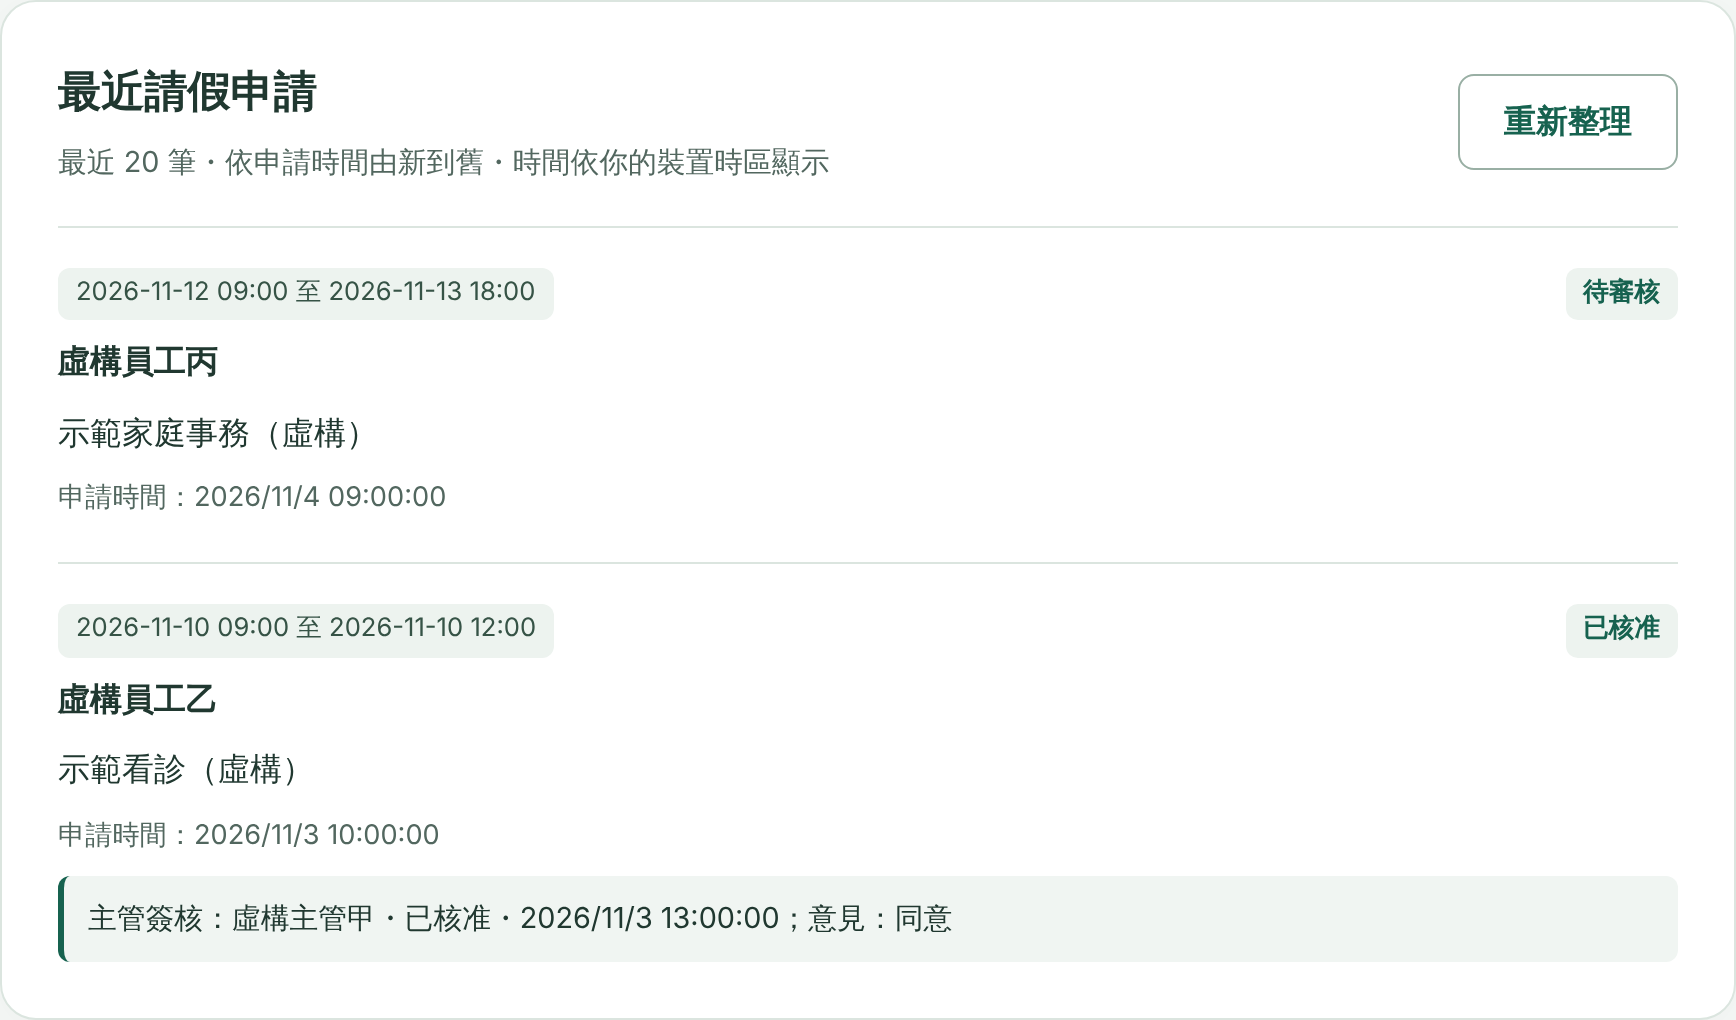 最近請假申請
重新整理
最近 20 筆・依申請時間由新到舊・時間依你的裝置時區顯示
2026-11-12 09:00 至 2026-11-13 18:00
待審核
虛構員工丙
示範家庭事務（虛構）
申請時間：2026/11/4 09:00:00
2026-11-10 09:00 至 2026-11-10 12:00
已核准
虛構員工乙
示範看診（虛構）
申請時間：2026/11/3 10:00:00
主管簽核：虛構主管甲・已核准・2026/11/3 13:00:00；意見：同意